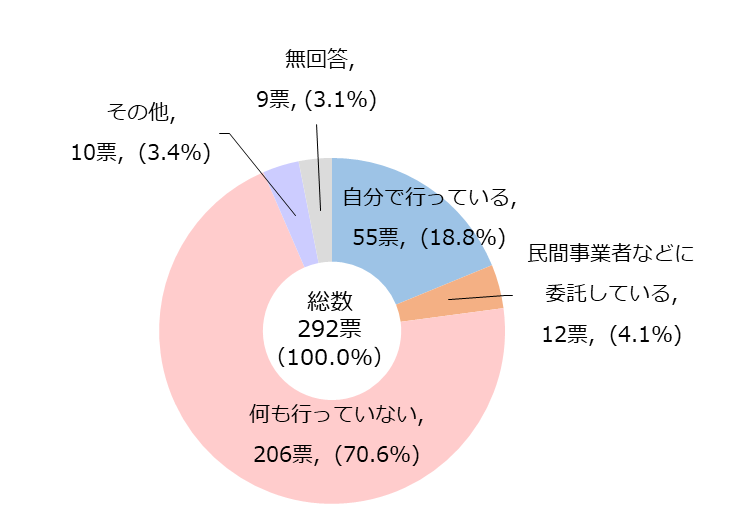 無回答,
9票, (3.1%)
その他,
10票, (3.4%)
自分で行っている,
55票, (18.8%)
民間事業者などに
委託している,
12票, (4.1%)
総数
292票
(100.0%)
何も行っていない,
206票, (70.6%)